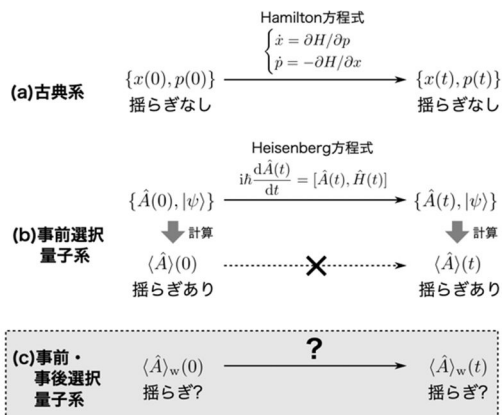 Hamilton方程式
{ẋ = ∂H/∂p
ṗ = −∂H/∂x
(a)古典系
{x(0), p(0)}
{x(t), p(t)}
揺らぎなし
揺らぎなし
Heisenberg方程式
iℏ dÂ(t)/dt = [Â(t), Ĥ(t)]
{Â(0), |ψ⟩}
{Â(t), |ψ⟩}
計算
計算
(b)事前選択
量子系
⟨Â⟩(0)
×
⟨Â⟩(t)
揺らぎあり
揺らぎあり
(c)事前・
事後選択
量子系
?
⟨Â⟩w(0)
⟨Â⟩w(t)
揺らぎ?
揺らぎ?